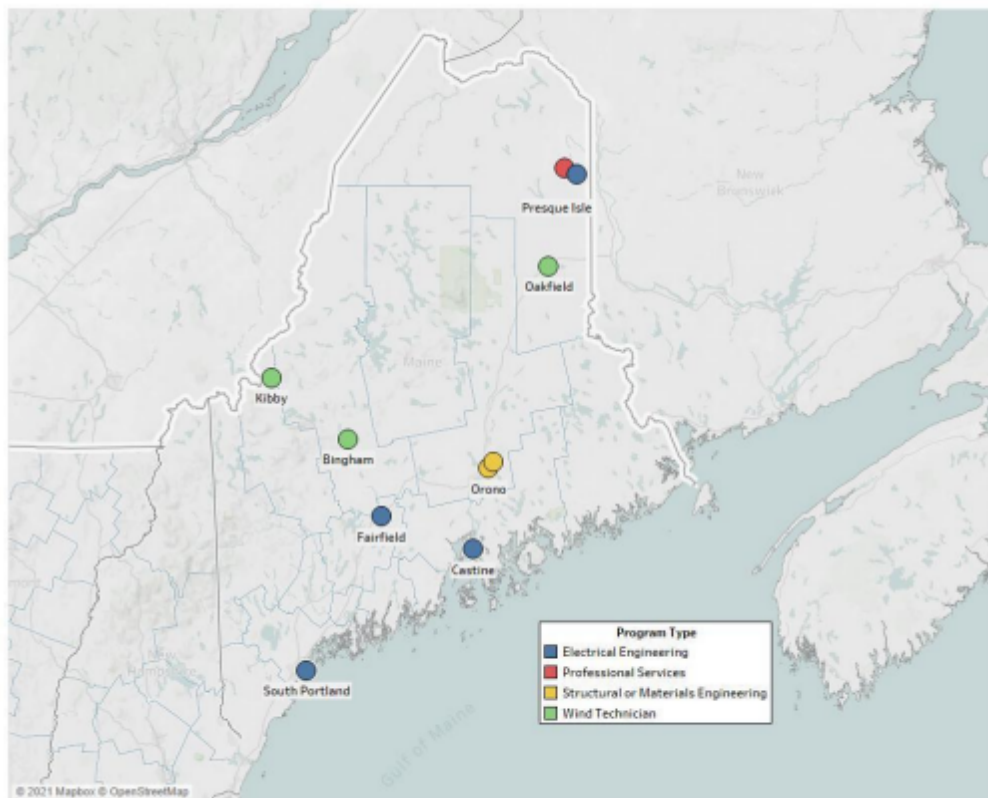 New
Brunswick
Presque Isle
Oakfield
Maine
Kibby
Bingham
Orono
Fairfield
Castine
Program Type
Electrical Engineering
Professional Services
Structural or Materials Engineering
Wind Technician
South Portland
Gulf of Maine
© 2021 Mapbox © OpenStreetMap